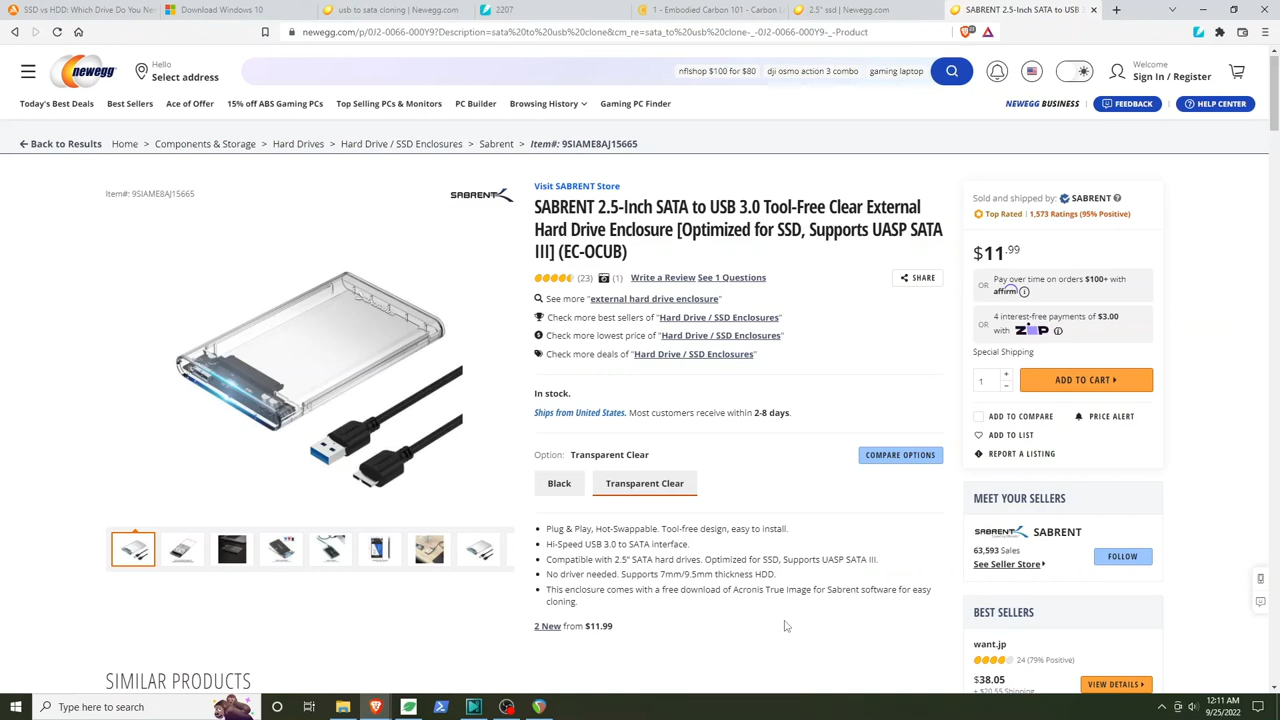 SSD vs HDD: Which Drive Do You Nee
Download Windows 10
usb to sata cloning | Newegg.com
2207
1 - Embodied Carbon 101 - Carbon L
2.5" ssd | Newegg.com
SABRENT 2.5-Inch SATA to USB 3.
newegg.com/p/0J2-0066-000Y9?Description=sata%20to%20usb%20clone&cm_re=sata_to%20usb%20clone-_-0J2-0066-000Y9-_-Product
newegg
Hello
Select address
nflshop $100 for $80
dji osmo action 3 combo
gaming laptop
Welcome
Sign In / Register
Today's Best Deals
Best Sellers
Ace of Offer
15% off ABS Gaming PCs
Top Selling PCs & Monitors
PC Builder
Browsing History
Gaming PC Finder
NEWEGG BUSINESS
FEEDBACK
HELP CENTER
Back to Results
Home > Components & Storage > Hard Drives > Hard Drive / SSD Enclosures > Sabrent > Item#: 9SIAME8AJ15665
Item#: 9SIAME8AJ15665
SABRENT
Visit SABRENT Store
SABRENT 2.5-Inch SATA to USB 3.0 Tool-Free Clear External
Hard Drive Enclosure [Optimized for SSD, Supports UASP SATA
III] (EC-OCUB)
(23) (1) Write a Review See 1 Questions
SHARE
See more external hard drive enclosure
Check more best sellers of Hard Drive / SSD Enclosures
Check more lowest price of Hard Drive / SSD Enclosures
Check more deals of Hard Drive / SSD Enclosures
In stock.
Ships from United States. Most customers receive within 2-8 days.
Option: Transparent Clear
COMPARE OPTIONS
Black
Transparent Clear
• Plug & Play, Hot-Swappable. Tool-free design, easy to install.
• Hi-Speed USB 3.0 to SATA interface.
• Compatible with 2.5" SATA hard drives. Optimized for SSD, Supports UASP SATA III.
• No driver needed. Supports 7mm/9.5mm thickness HDD.
• This enclosure comes with a free download of Acronis True Image for Sabrent software for easy
cloning.
2 New from $11.99
SIMILAR PRODUCTS
Sold and shipped by: SABRENT
Top Rated | 1,573 Ratings (95% Positive)
$11.99
OR
Pay over time on orders $100+ with
affirm
OR
4 interest-free payments of $3.00
with ZIP
Special Shipping
1
+
-
ADD TO CART
ADD TO COMPARE
PRICE ALERT
ADD TO LIST
REPORT A LISTING
MEET YOUR SELLERS
SABRENT
SABRENT
63,593 Sales
See Seller Store
FOLLOW
BEST SELLERS
want.jp
24 (79% Positive)
$38.05
+ $20.55 Shipping
VIEW DETAILS
Type here to search
12:11 AM
9/25/2022